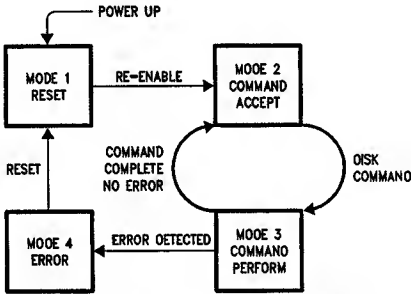 POWER UP
MODE 1
RESET
RE-ENABLE
MOOE 2
COMMAND
ACCEPT
COMMAND
COMPLETE
NO ERROR
OISK
COMMANO
RESET
MOOE 4
ERROR
ERROR OETECTED
MOOE 3
COMMANO
PERFORM